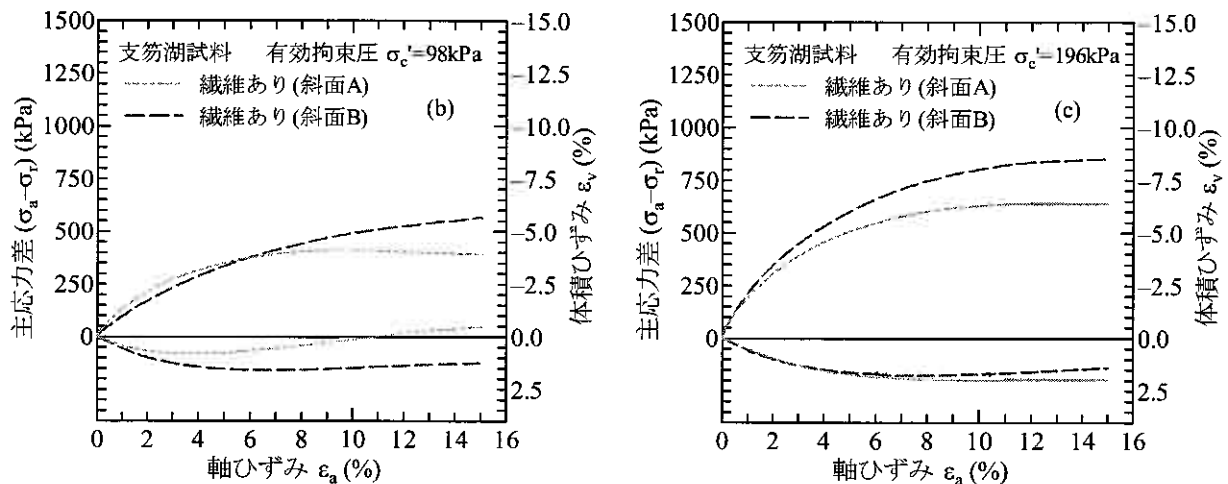 1500
1250
1000
750
500
250
0
主応力差 (σa–σr) (kPa)
支笏湖試料 有効拘束圧 σc'=98kPa
繊維あり(斜面A)
繊維あり(斜面B)
(b)
–15.0
–12.5
–10.0
–7.5
–5.0
–2.5
0.0
2.5
体積ひずみ εv (%)
0 2 4 6 8 10 12 14 16
軸ひずみ εa (%)
1500
1250
1000
750
500
250
0
主応力差 (σa–σr) (kPa)
支笏湖試料 有効拘束圧 σc'=196kPa
繊維あり(斜面A)
繊維あり(斜面B)
(c)
–15.0
–12.5
–10.0
–7.5
–5.0
–2.5
0.0
2.5
体積ひずみ εv (%)
0 2 4 6 8 10 12 14 16
軸ひずみ εa (%)